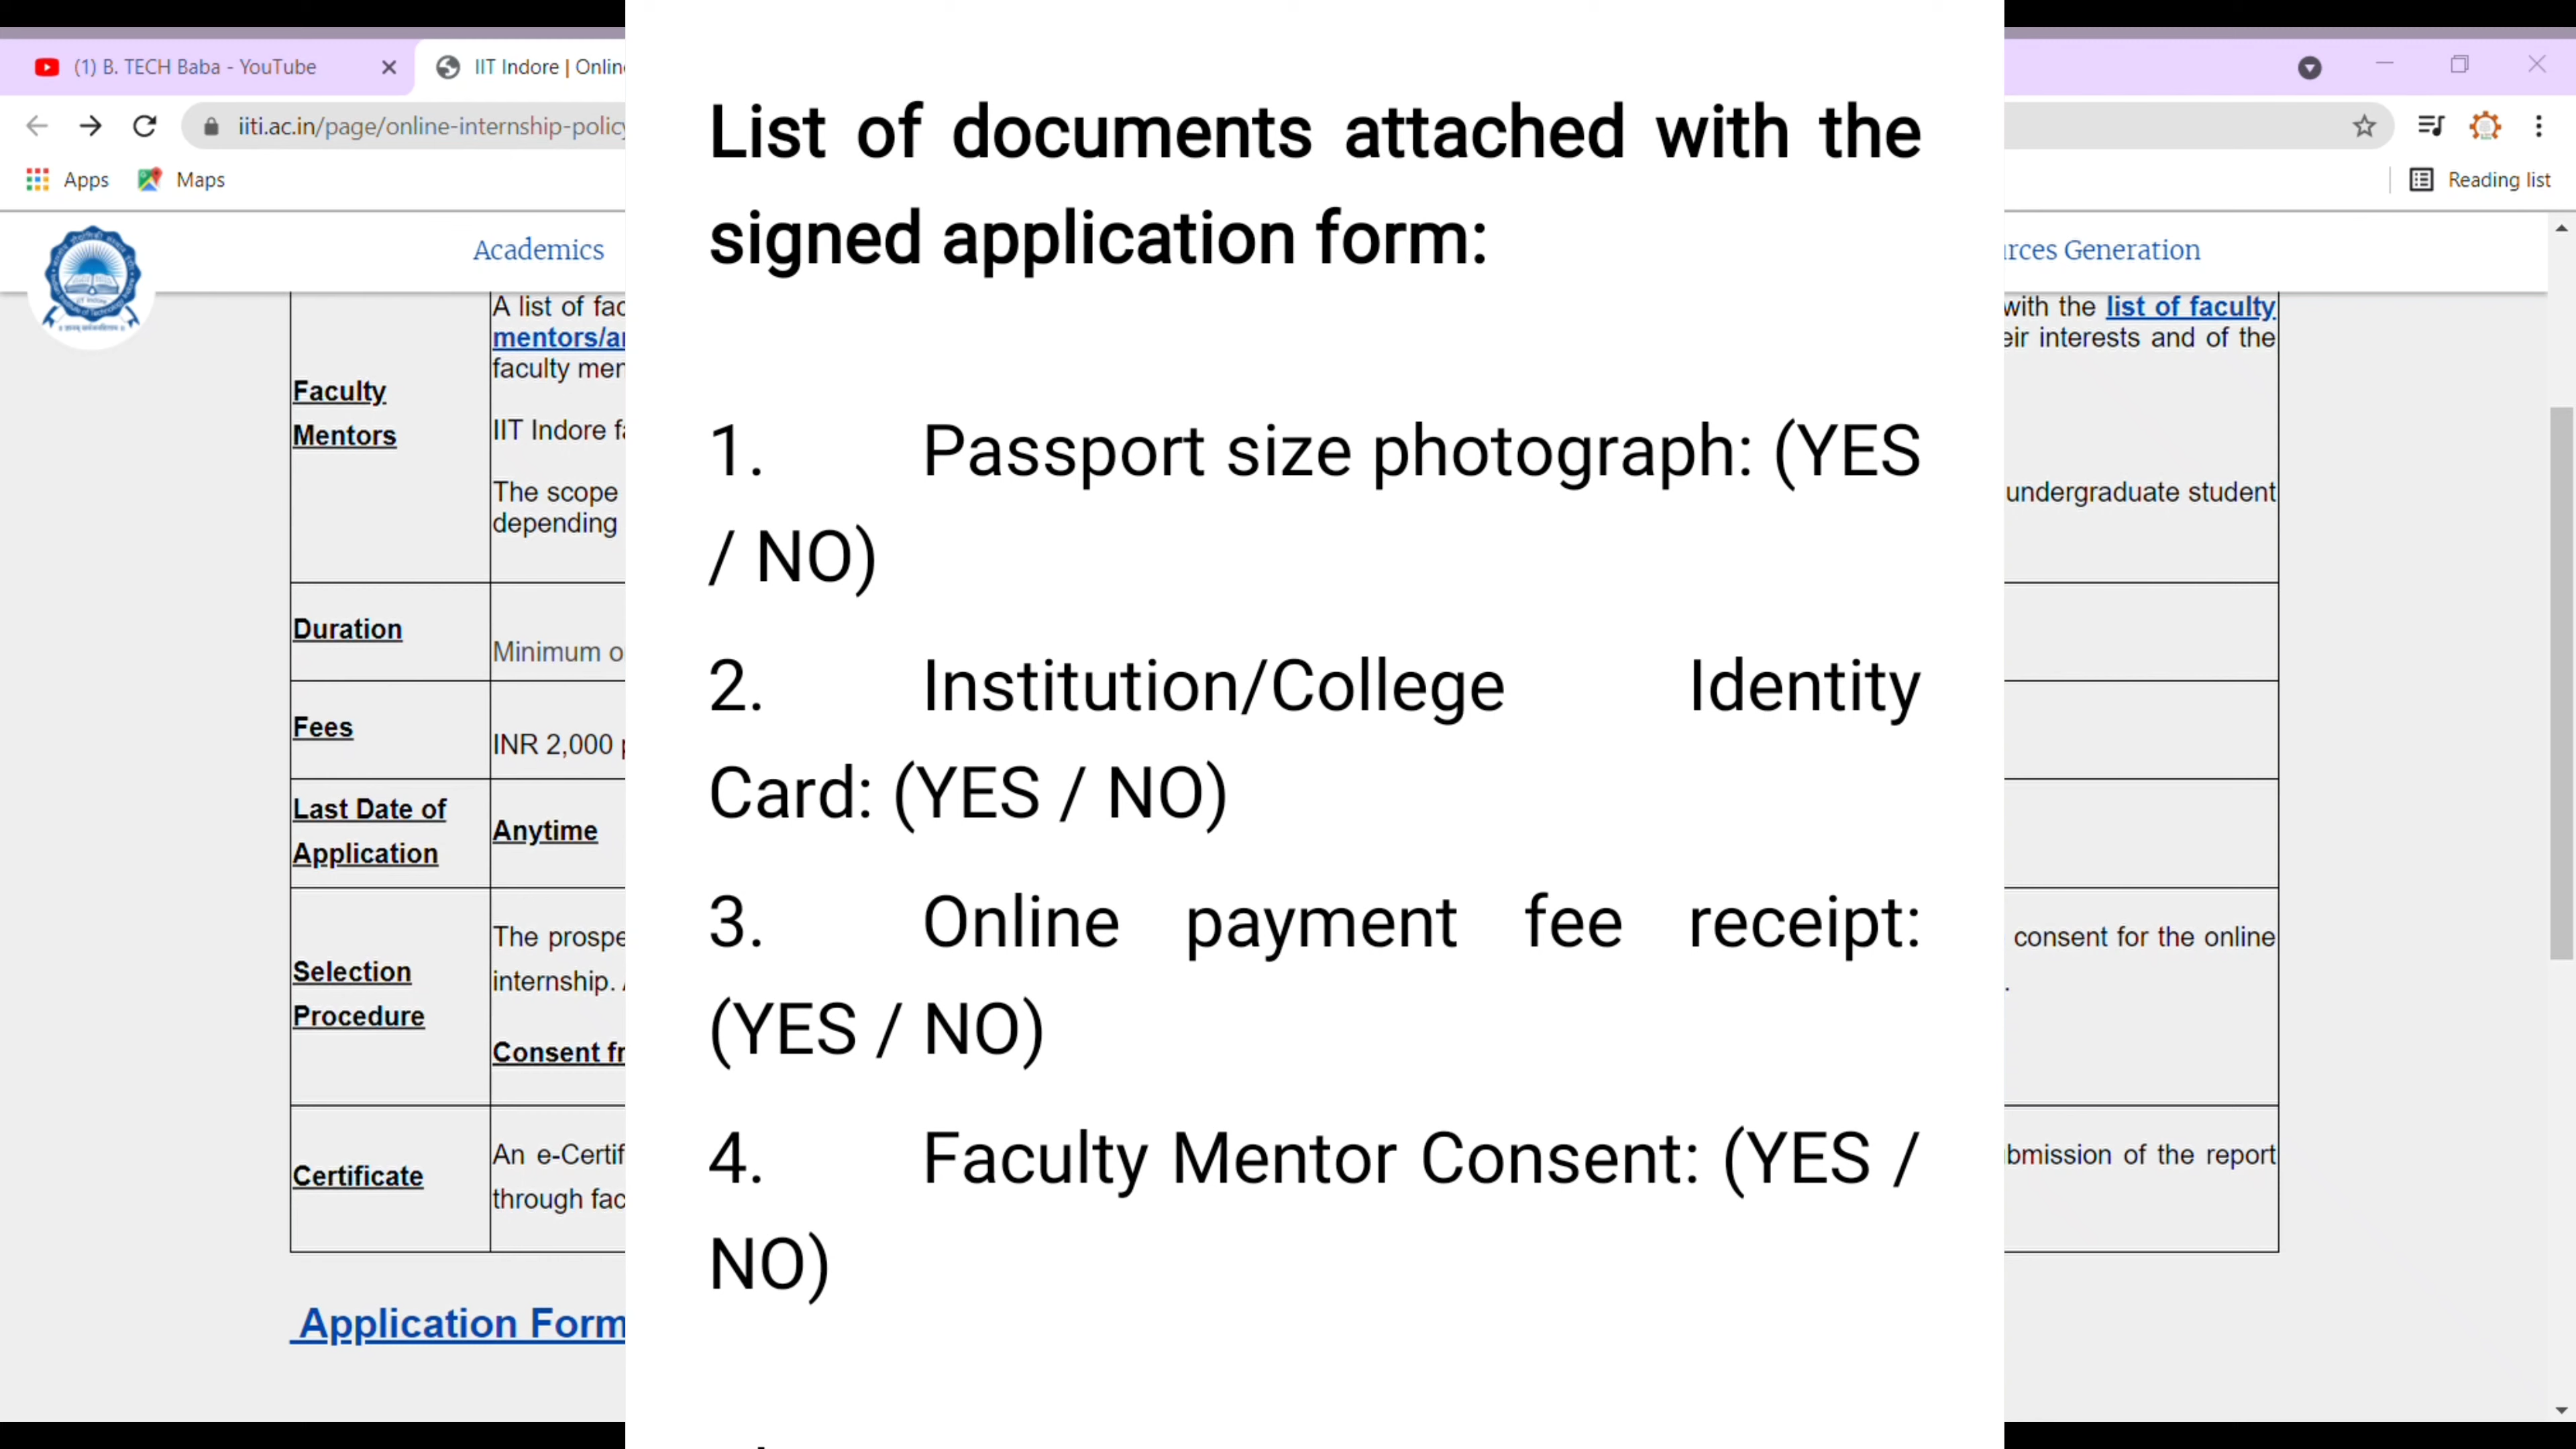 (1) B. TECH Baba - YouTube
IIT Indore | Onlin
iiti.ac.in/page/online-internship-policy
Apps Maps
Reading list
Academics
rces Generation
List of documents attached with the
signed application form:
1. Passport size photograph: (YES
/ NO)
2. Institution/College Identity
Card: (YES / NO)
3. Online payment fee receipt:
(YES / NO)
4. Faculty Mentor Consent: (YES /
NO)
Faculty
Mentors
A list of fac
mentors/a
faculty men
IIT Indore fa
The scope
depending
with the list of faculty
eir interests and of the
undergraduate student
Duration
Minimum o
Fees
INR 2,000 p
Last Date of
Application
Anytime
Selection
Procedure
The prospe
internship. A
Consent fr
consent for the online
.
Certificate
An e-Certif
through fac
bmission of the report
Application Form